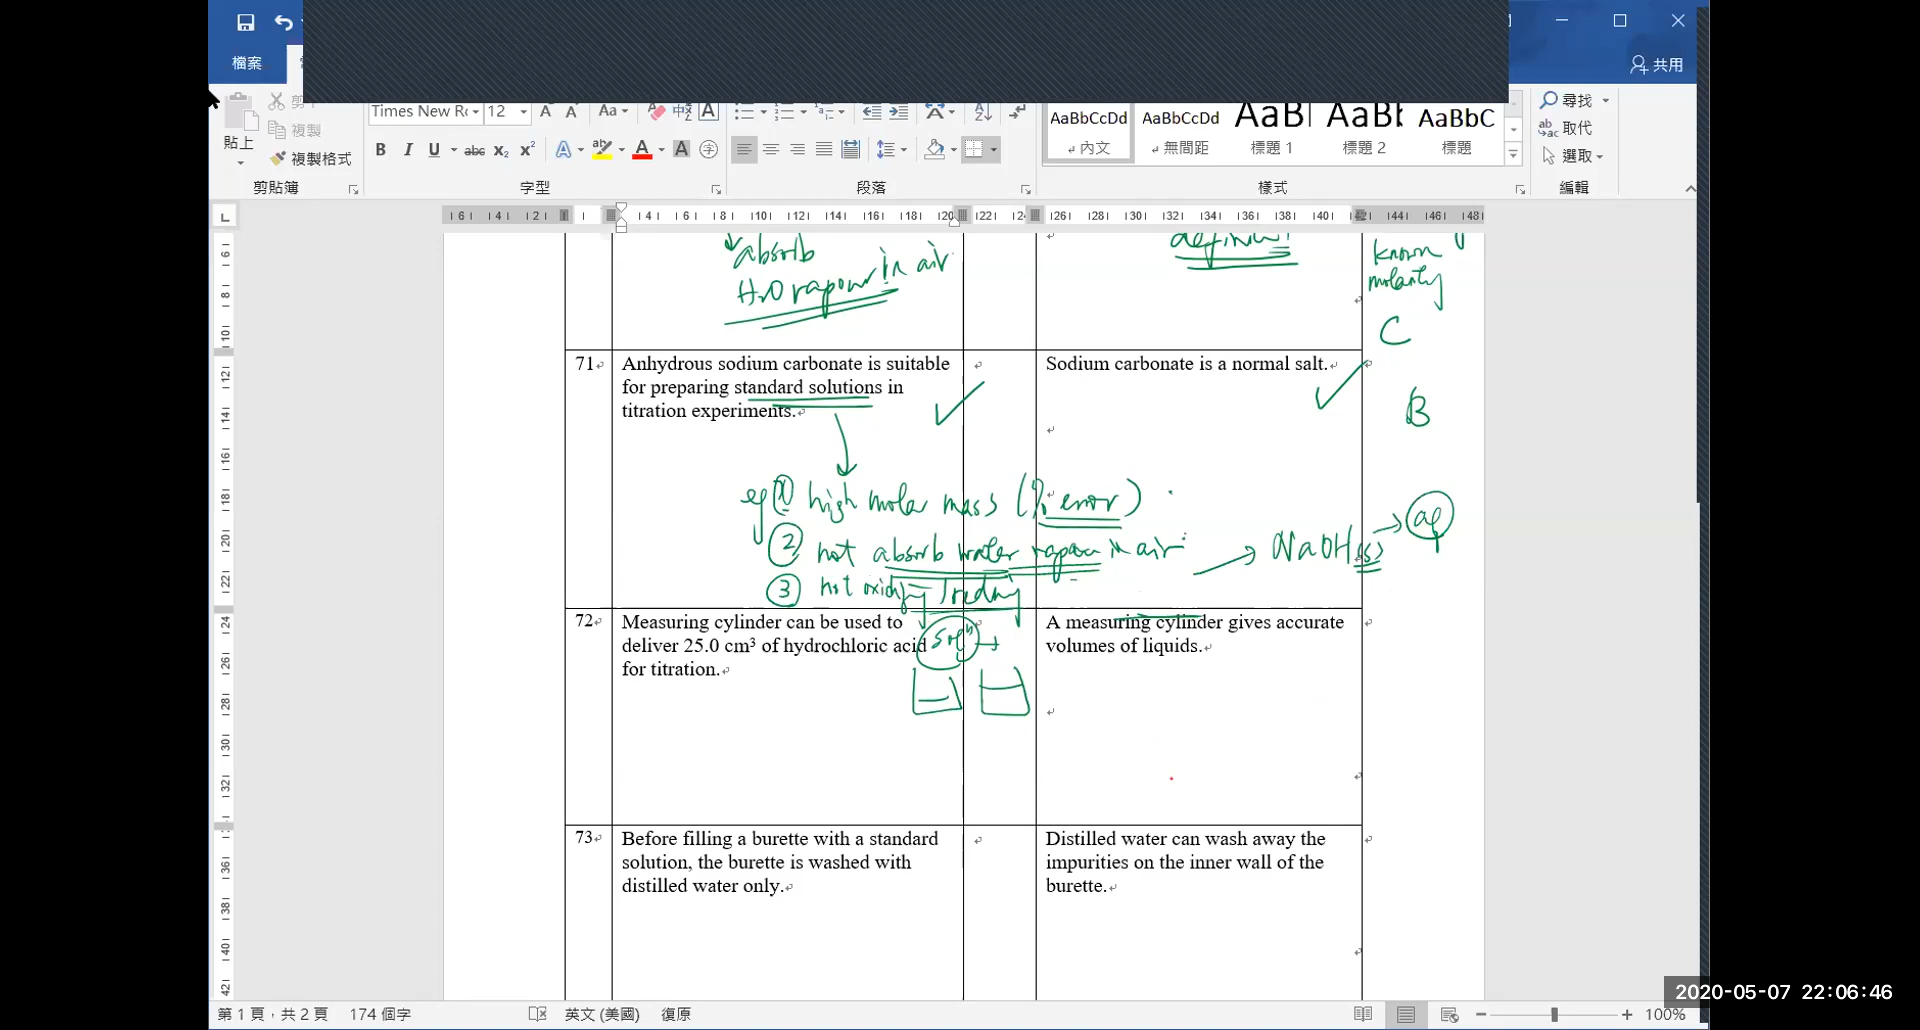 檔案
共用
貼上
複製
複製格式
剪貼簿
Times New R
12
Aa
B I U abc x₂ x²
A
字型
段落
AaBbCcDd AaBbCcDd AaB AaBb AaBbC
內文 無間距 標題 1 標題 2 標題
樣式
尋找
取代
選取
編輯
absorb
H₂O vapour in air
known
molarity
C
71 Anhydrous sodium carbonate is suitable
for preparing standard solutions in
titration experiments.
Sodium carbonate is a normal salt.
B
eg ① high molar mass (% error)
② not absorb water vapour in air
→ NaOH(s) → aq
③ not oxidizing / reducing
72 Measuring cylinder can be used to
deliver 25.0 cm³ of hydrochloric acid
for titration.
A measuring cylinder gives accurate
volumes of liquids.
73 Before filling a burette with a standard
solution, the burette is washed with
distilled water only.
Distilled water can wash away the
impurities on the inner wall of the
burette.
第 1 頁，共 2 頁 174 個字 英文 (美國) 復原
100%
2020-05-07 22:06:46